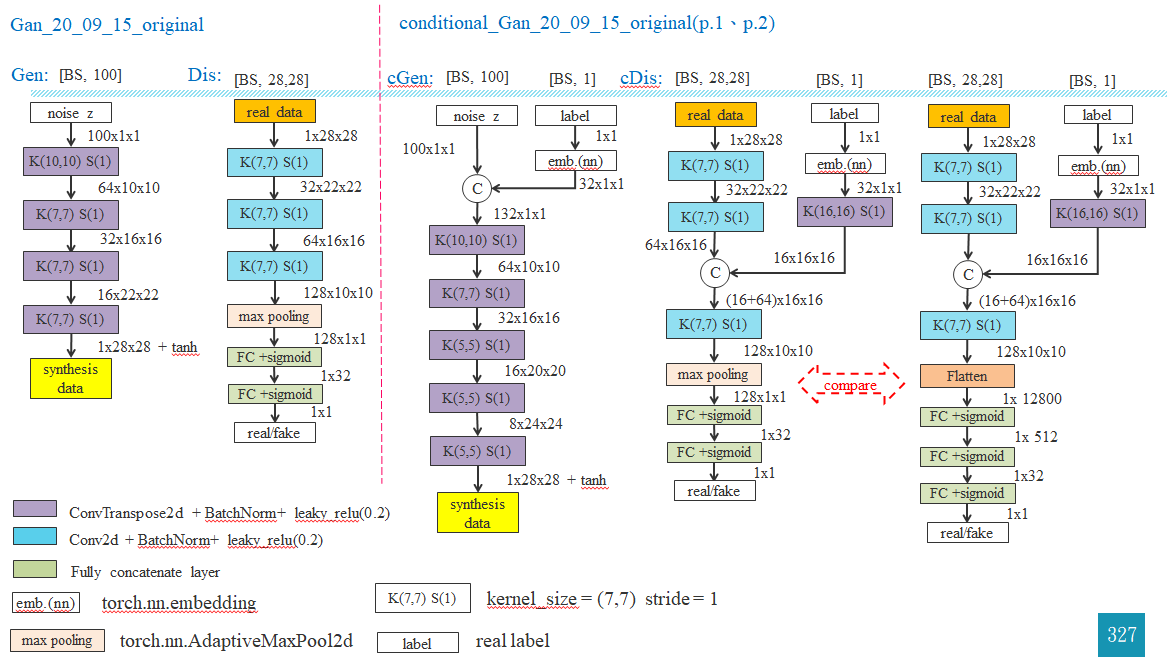 Gan_20_09_15_original
conditional_Gan_20_09_15_original(p.1、p.2)
Gen: [BS, 100]
Dis: [BS, 28,28]
cGen: [BS, 100] [BS, 1]
cDis: [BS, 28,28] [BS, 1] [BS, 28,28] [BS, 1]
noise z
100x1x1
K(10,10) S(1)
64x10x10
K(7,7) S(1)
32x16x16
K(7,7) S(1)
16x22x22
K(7,7) S(1)
1x28x28 + tanh
synthesis
data
real data
1x28x28
K(7,7) S(1)
32x22x22
K(7,7) S(1)
64x16x16
K(7,7) S(1)
128x10x10
max pooling
128x1x1
FC +sigmoid
1x32
FC +sigmoid
1x1
real/fake
noise z
label
1x1
100x1x1
emb.(nn)
32x1x1
C
132x1x1
K(10,10) S(1)
64x10x10
K(7,7) S(1)
32x16x16
K(5,5) S(1)
16x20x20
K(5,5) S(1)
8x24x24
K(5,5) S(1)
1x28x28 + tanh
synthesis
data
real data
label
1x28x28
1x1
K(7,7) S(1)
emb.(nn)
32x22x22
32x1x1
K(7,7) S(1)
K(16,16) S(1)
64x16x16
16x16x16
C
(16+64)x16x16
K(7,7) S(1)
128x10x10
max pooling
128x1x1
FC +sigmoid
1x32
FC +sigmoid
1x1
real/fake
compare
real data
label
1x28x28
1x1
K(7,7) S(1)
emb.(nn)
32x22x22
32x1x1
K(7,7) S(1)
K(16,16) S(1)
16x16x16
C
(16+64)x16x16
K(7,7) S(1)
128x10x10
Flatten
1x 12800
FC +sigmoid
1x 512
FC +sigmoid
1x32
FC +sigmoid
1x1
real/fake
ConvTranspose2d + BatchNorm+ leaky_relu(0.2)
Conv2d + BatchNorm+ leaky_relu(0.2)
Fully concatenate layer
emb.(nn) torch.nn.embedding
K(7,7) S(1) kernel_size = (7,7) stride = 1
max pooling torch.nn.AdaptiveMaxPool2d
label real label
327